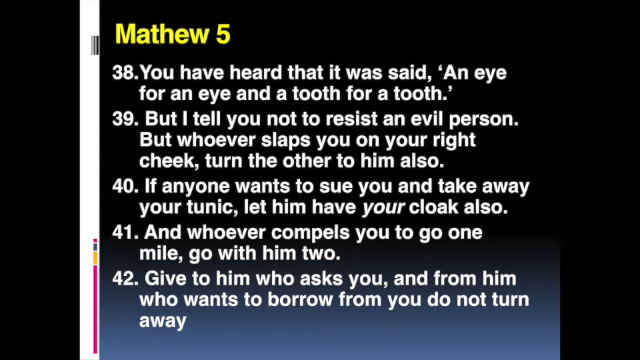 Mathew 5
38.You have heard that it was said, ‘An eye
for an eye and a tooth for a tooth.’
39. But I tell you not to resist an evil person.
But whoever slaps you on your right
cheek, turn the other to him also.
40. If anyone wants to sue you and take away
your tunic, let him have your cloak also.
41. And whoever compels you to go one
mile, go with him two.
42. Give to him who asks you, and from him
who wants to borrow from you do not turn
away